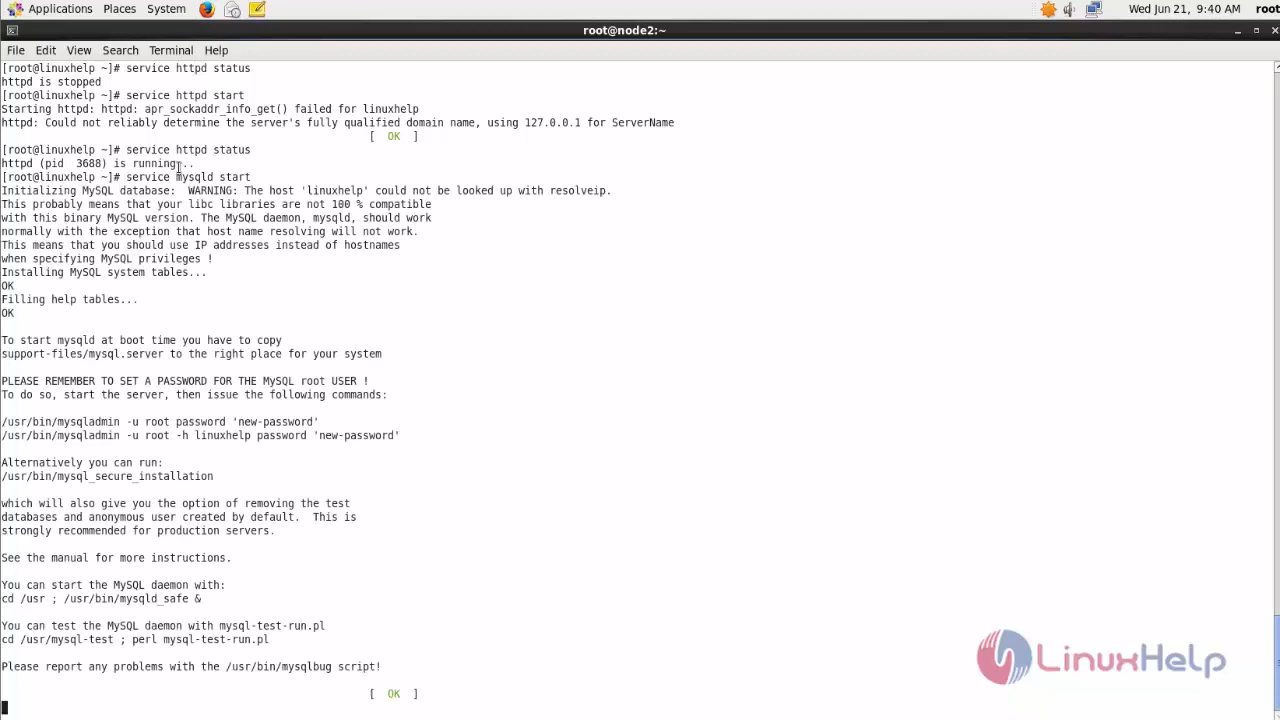 Applications Places System
Wed Jun 21, 9:40 AM root
root@node2:~
File Edit View Search Terminal Help
[root@linuxhelp ~]# service httpd status
httpd is stopped
[root@linuxhelp ~]# service httpd start
Starting httpd: httpd: apr_sockaddr_info_get() failed for linuxhelp
httpd: Could not reliably determine the server's fully qualified domain name, using 127.0.0.1 for ServerName
[ OK ]
[root@linuxhelp ~]# service httpd status
httpd (pid  3688) is running...
[root@linuxhelp ~]# service mysqld start
Initializing MySQL database:  WARNING: The host 'linuxhelp' could not be looked up with resolveip.
This probably means that your libc libraries are not 100 % compatible
with this binary MySQL version. The MySQL daemon, mysqld, should work
normally with the exception that host name resolving will not work.
This means that you should use IP addresses instead of hostnames
when specifying MySQL privileges !
Installing MySQL system tables...
OK
Filling help tables...
OK
To start mysqld at boot time you have to copy
support-files/mysql.server to the right place for your system
PLEASE REMEMBER TO SET A PASSWORD FOR THE MySQL root USER !
To do so, start the server, then issue the following commands:
/usr/bin/mysqladmin -u root password 'new-password'
/usr/bin/mysqladmin -u root -h linuxhelp password 'new-password'
Alternatively you can run:
/usr/bin/mysql_secure_installation
which will also give you the option of removing the test
databases and anonymous user created by default.  This is
strongly recommended for production servers.
See the manual for more instructions.
You can start the MySQL daemon with:
cd /usr ; /usr/bin/mysqld_safe &
You can test the MySQL daemon with mysql-test-run.pl
cd /usr/mysql-test ; perl mysql-test-run.pl
Please report any problems with the /usr/bin/mysqlbug script!
[ OK ]
LinuxHelp